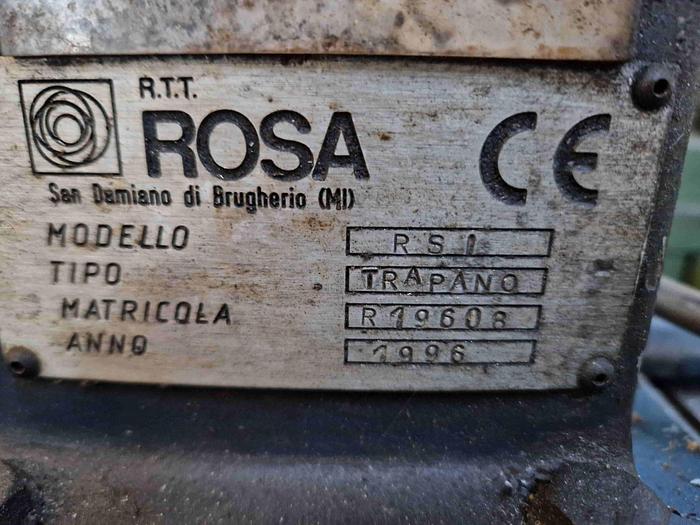 R.T.T.
ROSA CE
San Damiano di Brugherio (MI)
MODELLO RS1
TIPO TRAPANO
MATRICOLA R19608
ANNO 1996